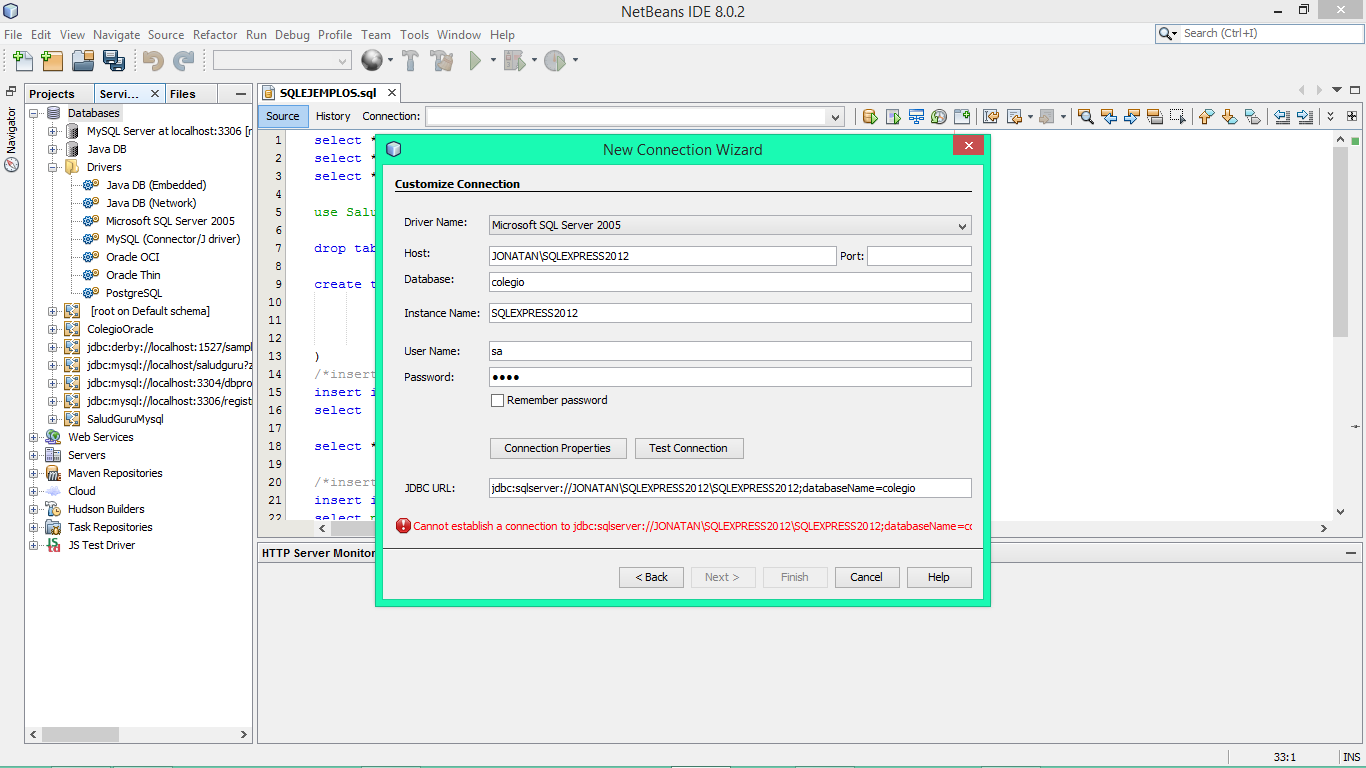 NetBeans IDE 8.0.2
File Edit View Navigate Source Refactor Run Debug Profile Team Tools Window Help
Search (Ctrl+I)
Navigator
Projects Servi... Files
Databases
MySQL Server at localhost:3306 [r
Java DB
Drivers
Java DB (Embedded)
Java DB (Network)
Microsoft SQL Server 2005
MySQL (Connector/J driver)
Oracle OCI
Oracle Thin
PostgreSQL
[root on Default schema]
ColegioOracle
jdbc:derby://localhost:1527/sampl
jdbc:mysql://localhost/saludguru?z
jdbc:mysql://localhost:3304/dbpro
jdbc:mysql://localhost:3306/regist
SaludGuruMysql
Web Services
Servers
Maven Repositories
Cloud
Hudson Builders
Task Repositories
JS Test Driver
SQLEJEMPLOS.sql
Source History Connection:
1 select *
2 select *
3 select *
4
5 use Salu
6
7 drop tab
8
9 create t
10
11
12
13 )
14 /*insert
15 insert i
16 select
17
18 select *
19
20 /*insert
21 insert i
22 select
HTTP Server Monitor
New Connection Wizard
Customize Connection
Driver Name: Microsoft SQL Server 2005
Host: JONATAN\SQLEXPRESS2012 Port:
Database: colegio
Instance Name: SQLEXPRESS2012
User Name: sa
Password: ●●●●
Remember password
Connection Properties Test Connection
JDBC URL: jdbc:sqlserver://JONATAN\SQLEXPRESS2012\SQLEXPRESS2012;databaseName=colegio
Cannot establish a connection to jdbc:sqlserver://JONATAN\SQLEXPRESS2012\SQLEXPRESS2012;databaseName=co
< Back Next > Finish Cancel Help
33:1 INS